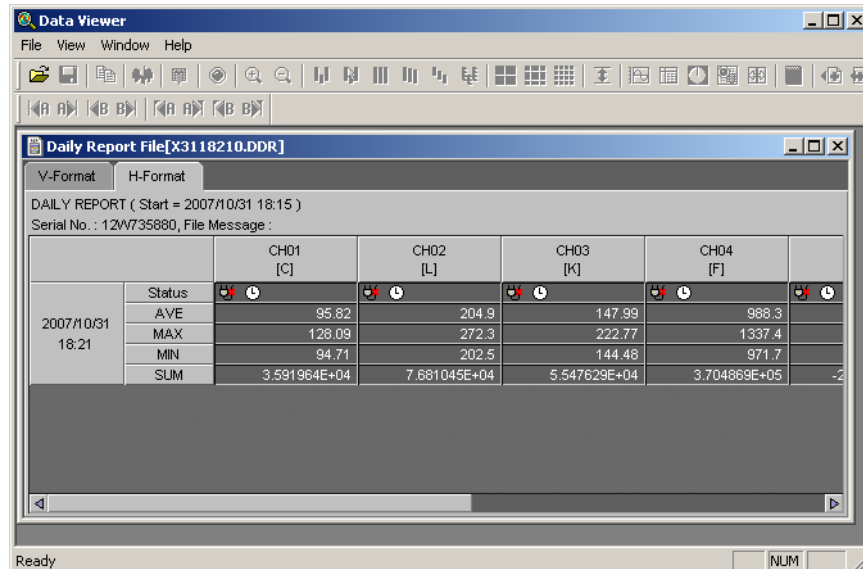 Data Viewer
File View Window Help
A A B B A A B B
Daily Report File[X3118210.DDR]
V-Format H-Format
DAILY REPORT ( Start = 2007/10/31 18:15 )
Serial No. : 12W735880, File Message :
CH01 CH02 CH03 CH04
[C] [L] [K] [F]
Status
2007/10/31 18:21
AVE 95.82 204.9 147.99 988.3
MAX 128.09 272.3 222.77 1337.4
MIN 94.71 202.5 144.48 971.7
SUM 3.591964E+04 7.681045E+04 5.547629E+04 3.704869E+05 -2
Ready NUM